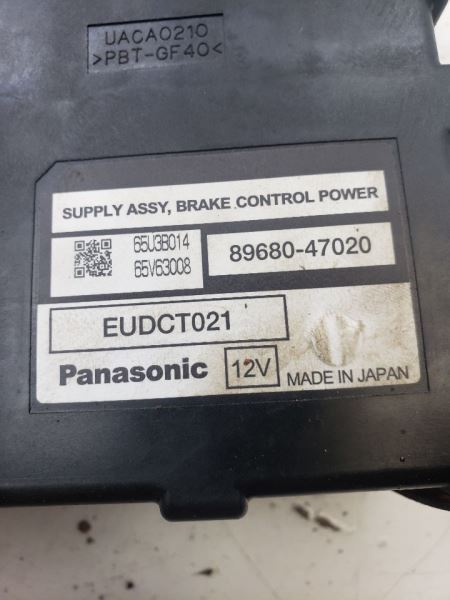 UACA0210
>PBT-GF40<
SUPPLY ASSY, BRAKE CONTROL POWER
65U3B014
65V63008
89680-47020
EUDCT021
Panasonic
12V
MADE IN JAPAN